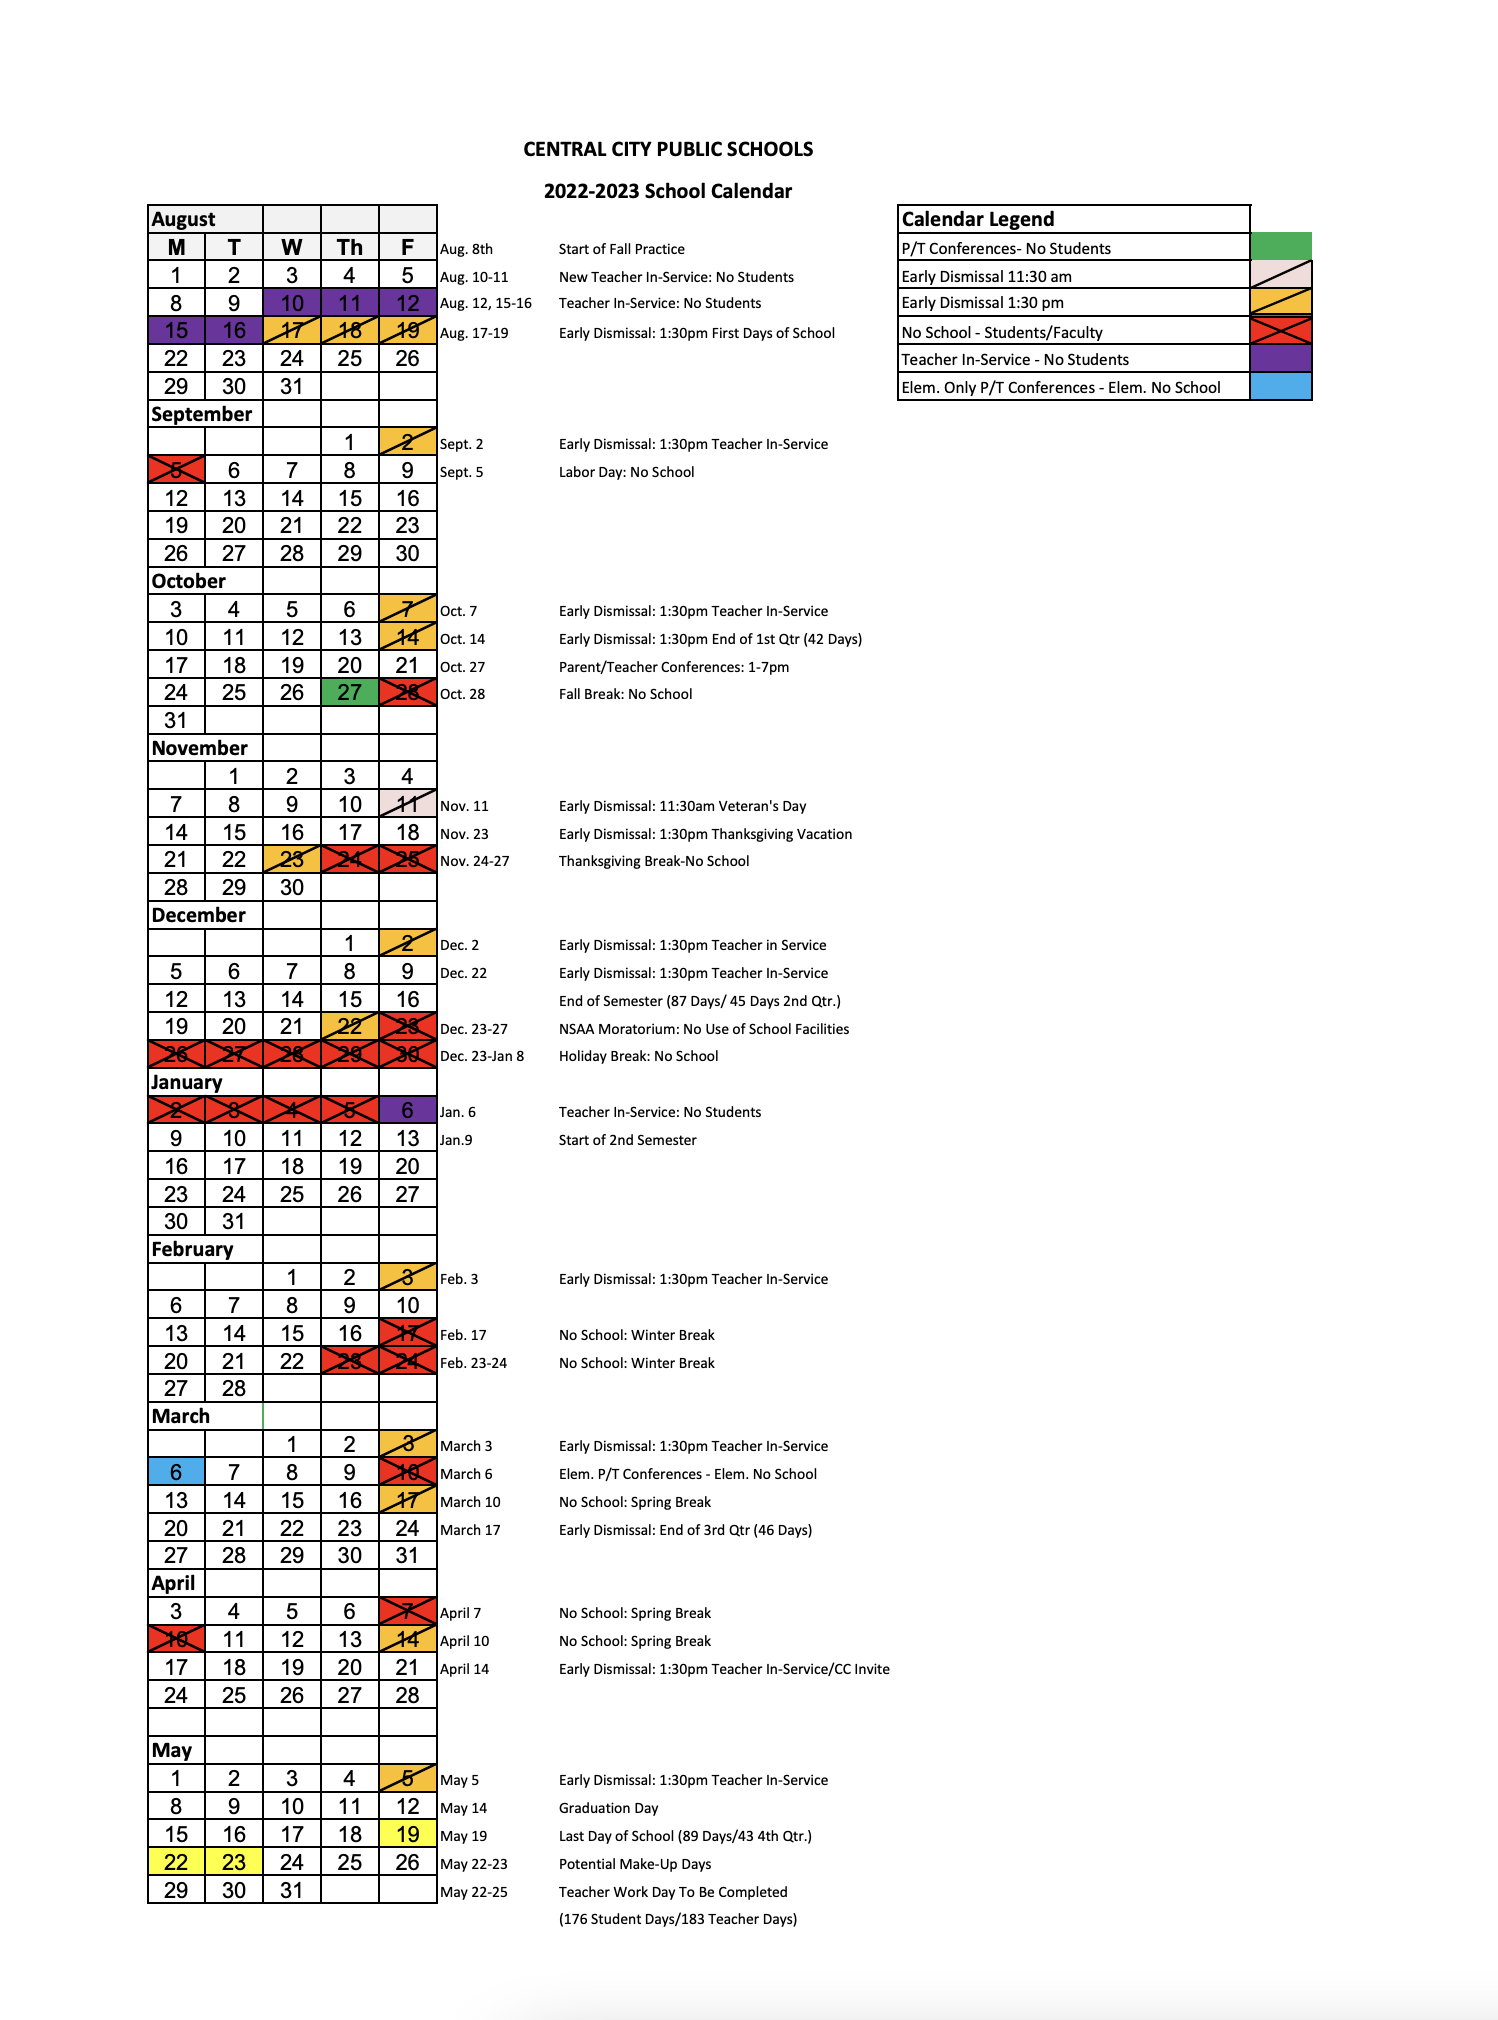 CENTRAL CITY PUBLIC SCHOOLS
2022-2023 School Calendar
August
Calendar Legend
M T W Th F Aug. 8th Start of Fall Practice
P/T Conferences- No Students
1 2 3 4 5 Aug. 10-11 New Teacher In-Service: No Students
Early Dismissal 11:30 am
8 9 10 11 12 Aug. 12, 15-16 Teacher In-Service: No Students
Early Dismissal 1:30 pm
15 16 17 18 19 Aug. 17-19 Early Dismissal: 1:30pm First Days of School
No School - Students/Faculty
22 23 24 25 26
Teacher In-Service - No Students
29 30 31
Elem. Only P/T Conferences - Elem. No School
September
1 2 Sept. 2 Early Dismissal: 1:30pm Teacher In-Service
5 6 7 8 9 Sept. 5 Labor Day: No School
12 13 14 15 16
19 20 21 22 23
26 27 28 29 30
October
3 4 5 6 7 Oct. 7 Early Dismissal: 1:30pm Teacher In-Service
10 11 12 13 14 Oct. 14 Early Dismissal: 1:30pm End of 1st Qtr (42 Days)
17 18 19 20 21 Oct. 27 Parent/Teacher Conferences: 1-7pm
24 25 26 27 28 Oct. 28 Fall Break: No School
31
November
1 2 3 4
7 8 9 10 11 Nov. 11 Early Dismissal: 11:30am Veteran's Day
14 15 16 17 18 Nov. 23 Early Dismissal: 1:30pm Thanksgiving Vacation
21 22 23 24 25 Nov. 24-27 Thanksgiving Break-No School
28 29 30
December
1 2 Dec. 2 Early Dismissal: 1:30pm Teacher in Service
5 6 7 8 9 Dec. 22 Early Dismissal: 1:30pm Teacher In-Service
12 13 14 15 16 End of Semester (87 Days/ 45 Days 2nd Qtr.)
19 20 21 22 23 Dec. 23-27 NSAA Moratorium: No Use of School Facilities
26 27 28 29 30 Dec. 23-Jan 8 Holiday Break: No School
January
2 3 4 5 6 Jan. 6 Teacher In-Service: No Students
9 10 11 12 13 Jan.9 Start of 2nd Semester
16 17 18 19 20
23 24 25 26 27
30 31
February
1 2 3 Feb. 3 Early Dismissal: 1:30pm Teacher In-Service
6 7 8 9 10
13 14 15 16 17 Feb. 17 No School: Winter Break
20 21 22 23 24 Feb. 23-24 No School: Winter Break
27 28
March
1 2 3 March 3 Early Dismissal: 1:30pm Teacher In-Service
6 7 8 9 10 March 6 Elem. P/T Conferences - Elem. No School
13 14 15 16 17 March 10 No School: Spring Break
20 21 22 23 24 March 17 Early Dismissal: End of 3rd Qtr (46 Days)
27 28 29 30 31
April
3 4 5 6 7 April 7 No School: Spring Break
10 11 12 13 14 April 10 No School: Spring Break
17 18 19 20 21 April 14 Early Dismissal: 1:30pm Teacher In-Service/CC Invite
24 25 26 27 28
May
1 2 3 4 5 May 5 Early Dismissal: 1:30pm Teacher In-Service
8 9 10 11 12 May 14 Graduation Day
15 16 17 18 19 May 19 Last Day of School (89 Days/43 4th Qtr.)
22 23 24 25 26 May 22-23 Potential Make-Up Days
29 30 31 May 22-25 Teacher Work Day To Be Completed
(176 Student Days/183 Teacher Days)